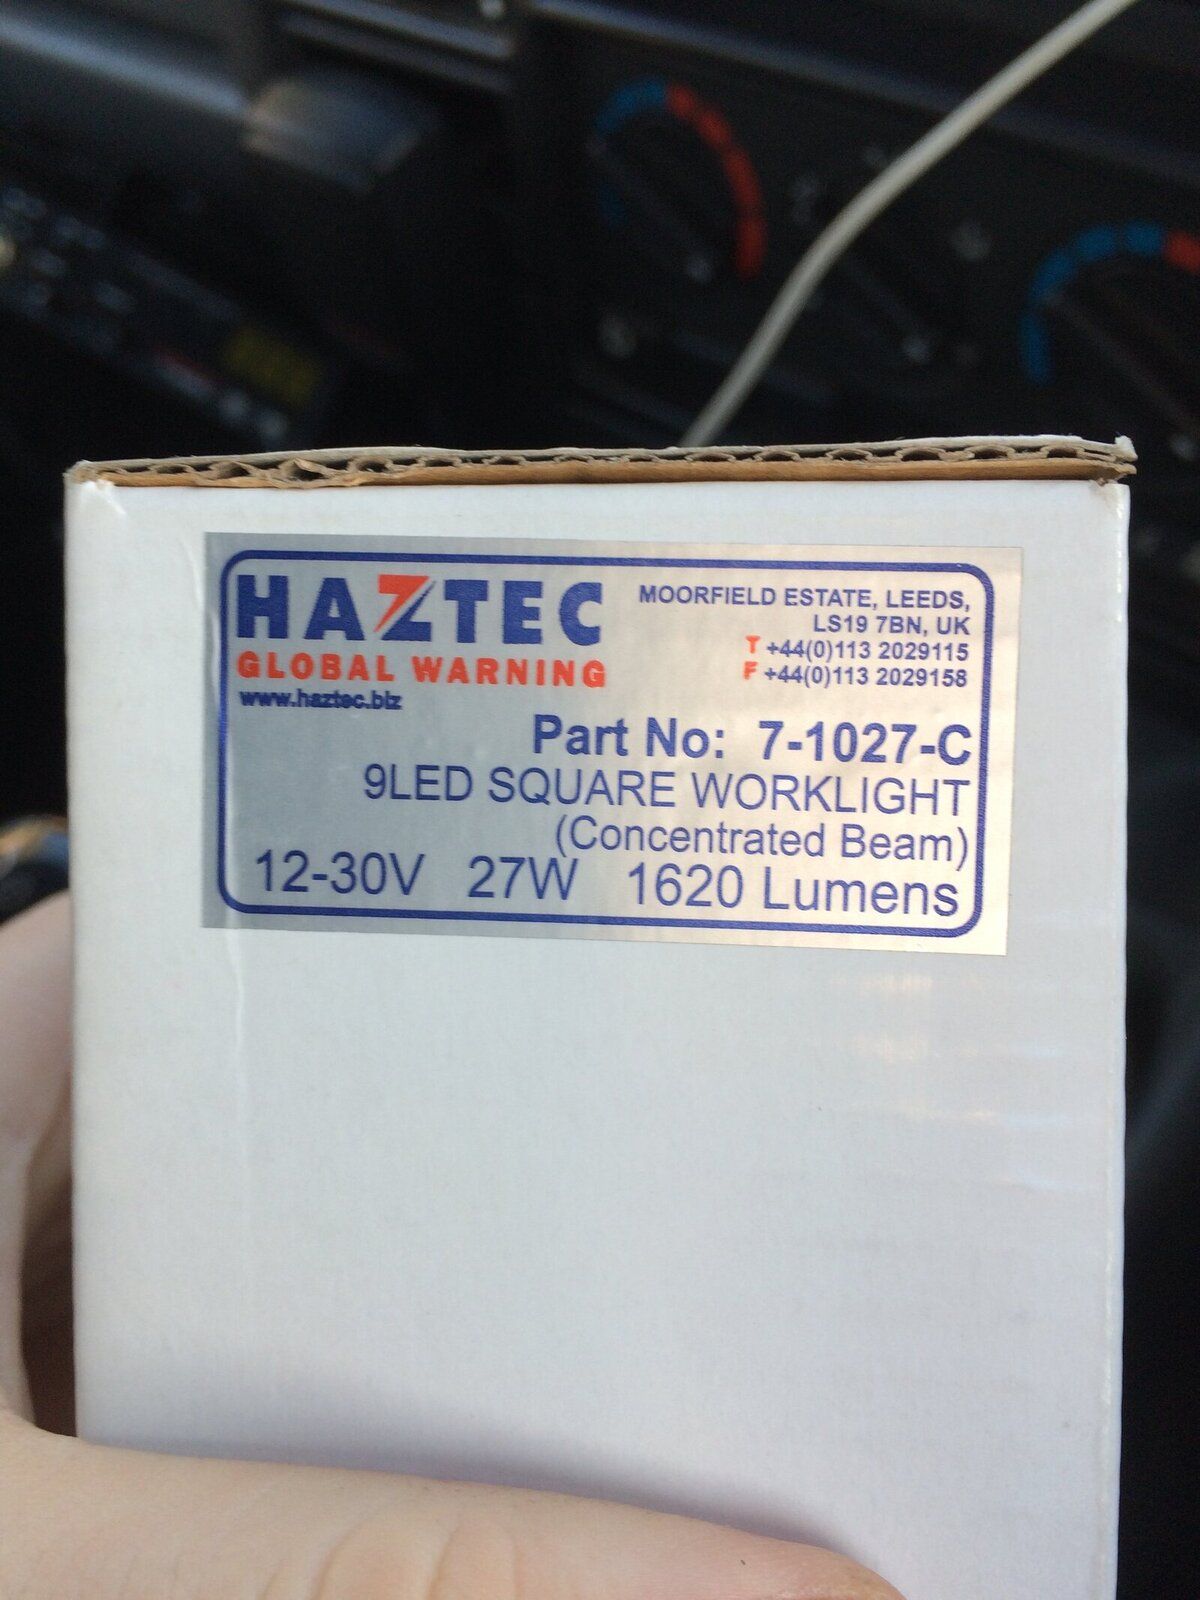 HAZTEC
GLOBAL WARNING
www.haztec.biz
MOORFIELD ESTATE, LEEDS,
LS19 7BN, UK
T +44(0)113 2029115
F +44(0)113 2029158
Part No: 7-1027-C
9LED SQUARE WORKLIGHT
(Concentrated Beam)
12-30V 27W 1620 Lumens